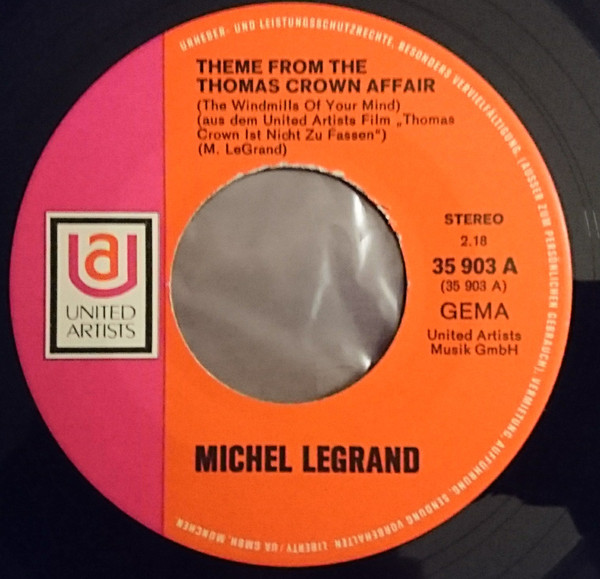 URHEBER- UND LEISTUNGSSCHUTZRECHTE, BESONDERS VERVIELFÄLTIGUNG, (AUSSER ZUM PERSÖNLICHEN GEBRAUCH), VERMIETUNG, AUFFÜHRUNG, SENDUNG VORBEHALTEN. LIBERTY/UA GMBH, MÜNCHEN
THEME FROM THE
THOMAS CROWN AFFAIR
(The Windmills Of Your Mind)
(aus dem United Artists Film „Thomas
Crown Ist Nicht Zu Fassen")
(M. LeGrand)
STEREO
2.18
35 903 A
(35 903 A)
GEMA
United Artists
Musik GmbH
ua
UNITED
ARTISTS
MICHEL LEGRAND